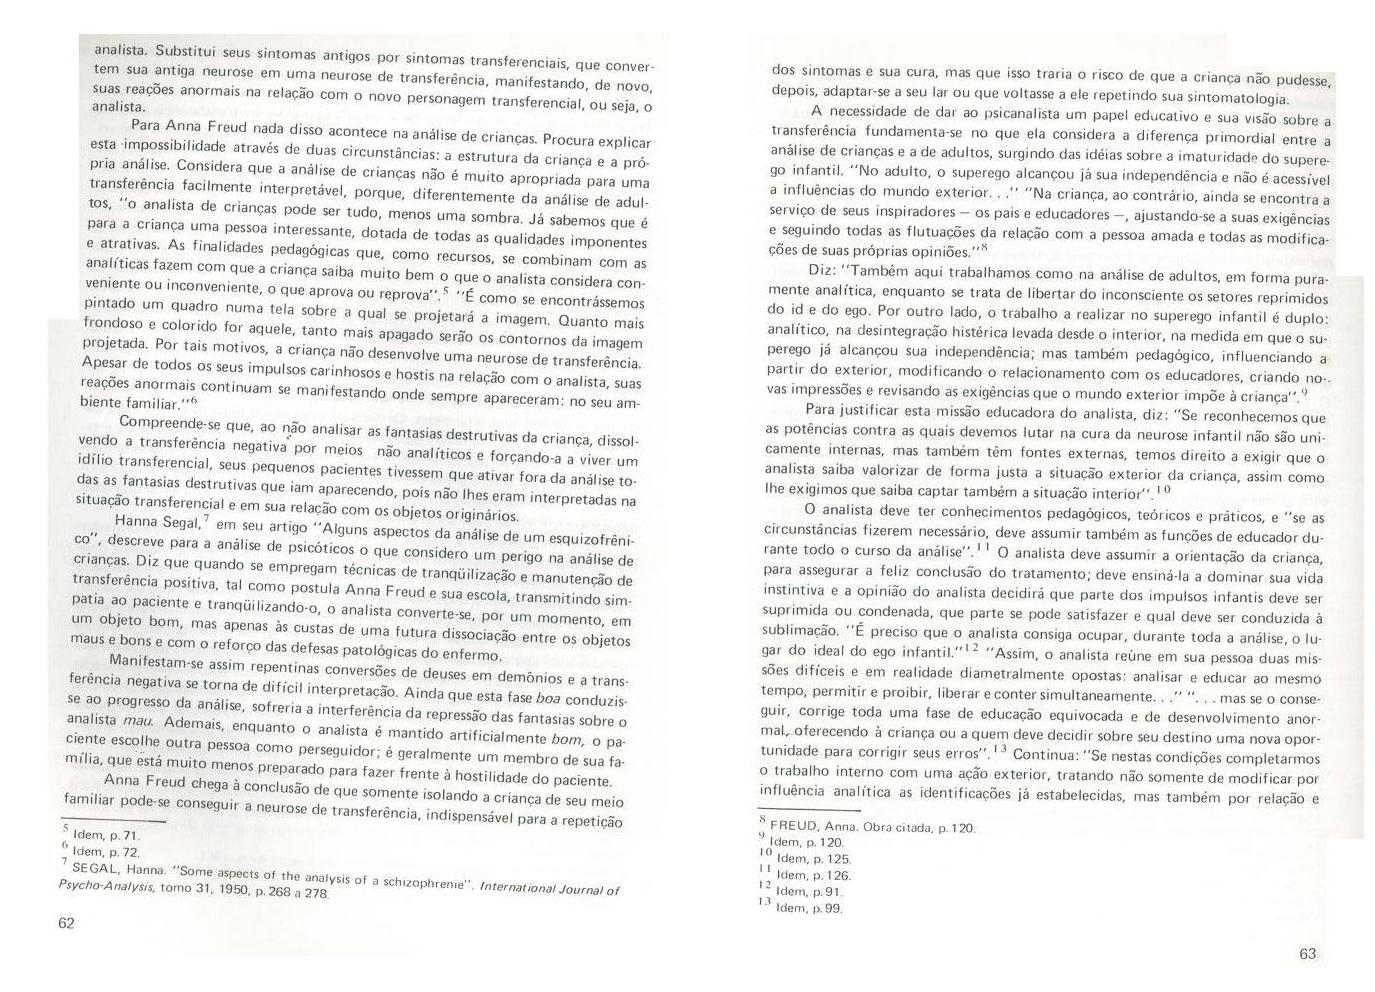 analista. Substitui seus sintomas antigos por sintomas transferenciais, que conver-
tem sua antiga neurose em uma neurose de transferência, manifestando, de novo,
suas reações anormais na relação com o novo personagem transferencial, ou seja, o
analista.
Para Anna Freud nada disso acontece na análise de crianças. Procura explicar
esta impossibilidade através de duas circunstâncias: a estrutura da criança e a pró-
pria análise. Considera que a análise de crianças não é muito apropriada para uma
transferência facilmente interpretável, porque, diferentemente da análise de adul-
tos, "o analista de crianças pode ser tudo, menos uma sombra. Já sabemos que é
para a criança uma pessoa interessante, dotada de todas as qualidades imponentes
e atrativas. As finalidades pedagógicas que, como recursos, se combinam com as
analíticas fazem com que a criança saiba muito bem o que o analista considera con-
veniente ou inconveniente, o que aprova ou reprova".⁵ "É como se encontrássemos
pintado um quadro numa tela sobre a qual se projetará a imagem. Quanto mais
frondoso e colorido for aquele, tanto mais apagado serão os contornos da imagem
projetada. Por tais motivos, a criança não desenvolve uma neurose de transferência.
Apesar de todos os seus impulsos carinhosos e hostis na relação com o analista, suas
reações anormais continuam se manifestando onde sempre apareceram: no seu am-
biente familiar."⁶
Compreende-se que, ao não analisar as fantasias destrutivas da criança, dissol-
vendo a transferência negativa por meios não analíticos e forçando-a a viver um
idílio transferencial, seus pequenos pacientes tivessem que ativar fora da análise to-
das as fantasias destrutivas que iam aparecendo, pois não lhes eram interpretadas na
situação transferencial e em sua relação com os objetos originários.
Hanna Segal,⁷ em seu artigo "Alguns aspectos da análise de um esquizofrêni-
co", descreve para a análise de psicóticos o que considero um perigo na análise de
crianças. Diz que quando se empregam técnicas de tranqüilização e manutenção de
transferência positiva, tal como postula Anna Freud e sua escola, transmitindo sim-
patia ao paciente e tranqüilizando-o, o analista converte-se, por um momento, em
um objeto bom, mas apenas às custas de uma futura dissociação entre os objetos
maus e bons e com o reforço das defesas patológicas do enfermo.
Manifestam-se assim repentinas conversões de deuses em demônios e a trans-
ferência negativa se torna de difícil interpretação. Ainda que esta fase boa conduzis-
se ao progresso da análise, sofreria a interferência da repressão das fantasias sobre o
analista mau. Ademais, enquanto o analista é mantido artificialmente bom, o pa-
ciente escolhe outra pessoa como perseguidor; é geralmente um membro de sua fa-
mília, que está muito menos preparado para fazer frente à hostilidade do paciente.
Anna Freud chega à conclusão de que somente isolando a criança de seu meio
familiar pode-se conseguir a neurose de transferência, indispensável para a repetição
⁵ Idem, p. 71.
⁶ Idem, p. 72.
⁷ SEGAL, Hanna. "Some aspects of the analysis of a schizophrenie". International Journal of
Psycho-Analysis, tomo 31, 1950, p. 268 a 278.
62
dos sintomas e sua cura, mas que isso traria o risco de que a criança não pudesse,
depois, adaptar-se a seu lar ou que voltasse a ele repetindo sua sintomatologia.
A necessidade de dar ao psicanalista um papel educativo e sua visão sobre a
transferência fundamenta-se no que ela considera a diferença primordial entre a
análise de crianças e a de adultos, surgindo das idéias sobre a imaturidade do supere-
go infantil. "No adulto, o superego alcançou já sua independência e não é acessível
a influências do mundo exterior. . ." "Na criança, ao contrário, ainda se encontra a
serviço de seus inspiradores — os pais e educadores —, ajustando-se a suas exigências
e seguindo todas as flutuações da relação com a pessoa amada e todas as modifica-
ções de suas próprias opiniões."⁸
Diz: "Também aqui trabalhamos como na análise de adultos, em forma pura-
mente analítica, enquanto se trata de libertar do inconsciente os setores reprimidos
do id e do ego. Por outro lado, o trabalho a realizar no superego infantil é duplo:
analítico, na desintegração histérica levada desde o interior, na medida em que o su-
perego já alcançou sua independência; mas também pedagógico, influenciando a
partir do exterior, modificando o relacionamento com os educadores, criando no-
vas impressões e revisando as exigências que o mundo exterior impõe à criança".⁹
Para justificar esta missão educadora do analista, diz: "Se reconhecemos que
as potências contra as quais devemos lutar na cura da neurose infantil não são uni-
camente internas, mas também têm fontes externas, temos direito a exigir que o
analista saiba valorizar de forma justa a situação exterior da criança, assim como
lhe exigimos que saiba captar também a situação interior".¹⁰
O analista deve ter conhecimentos pedagógicos, teóricos e práticos, e "se as
circunstâncias fizerem necessário, deve assumir também as funções de educador du-
rante todo o curso da análise".¹¹ O analista deve assumir a orientação da criança,
para assegurar a feliz conclusão do tratamento; deve ensiná-la a dominar sua vida
instintiva e a opinião do analista decidirá que parte dos impulsos infantis deve ser
suprimida ou condenada, que parte se pode satisfazer e qual deve ser conduzida à
sublimação. "É preciso que o analista consiga ocupar, durante toda a análise, o lu-
gar do ideal do ego infantil."¹² "Assim, o analista reúne em sua pessoa duas mis-
sões difíceis e em realidade diametralmente opostas: analisar e educar ao mesmo
tempo, permitir e proibir, liberar e conter simultaneamente. . ." ". . . mas se o conse-
guir, corrige toda uma fase de educação equivocada e de desenvolvimento anor-
mal, oferecendo à criança ou a quem deve decidir sobre seu destino uma nova opor-
tunidade para corrigir seus erros".¹³ Continua: "Se nestas condições completarmos
o trabalho interno com uma ação exterior, tratando não somente de modificar por
influência analítica as identificações já estabelecidas, mas também por relação e
⁸ FREUD, Anna. Obra citada, p. 120.
⁹ Idem, p. 120.
¹⁰ Idem, p. 125.
¹¹ Idem, p. 126.
¹² Idem, p. 91.
¹³ Idem, p. 99.
63